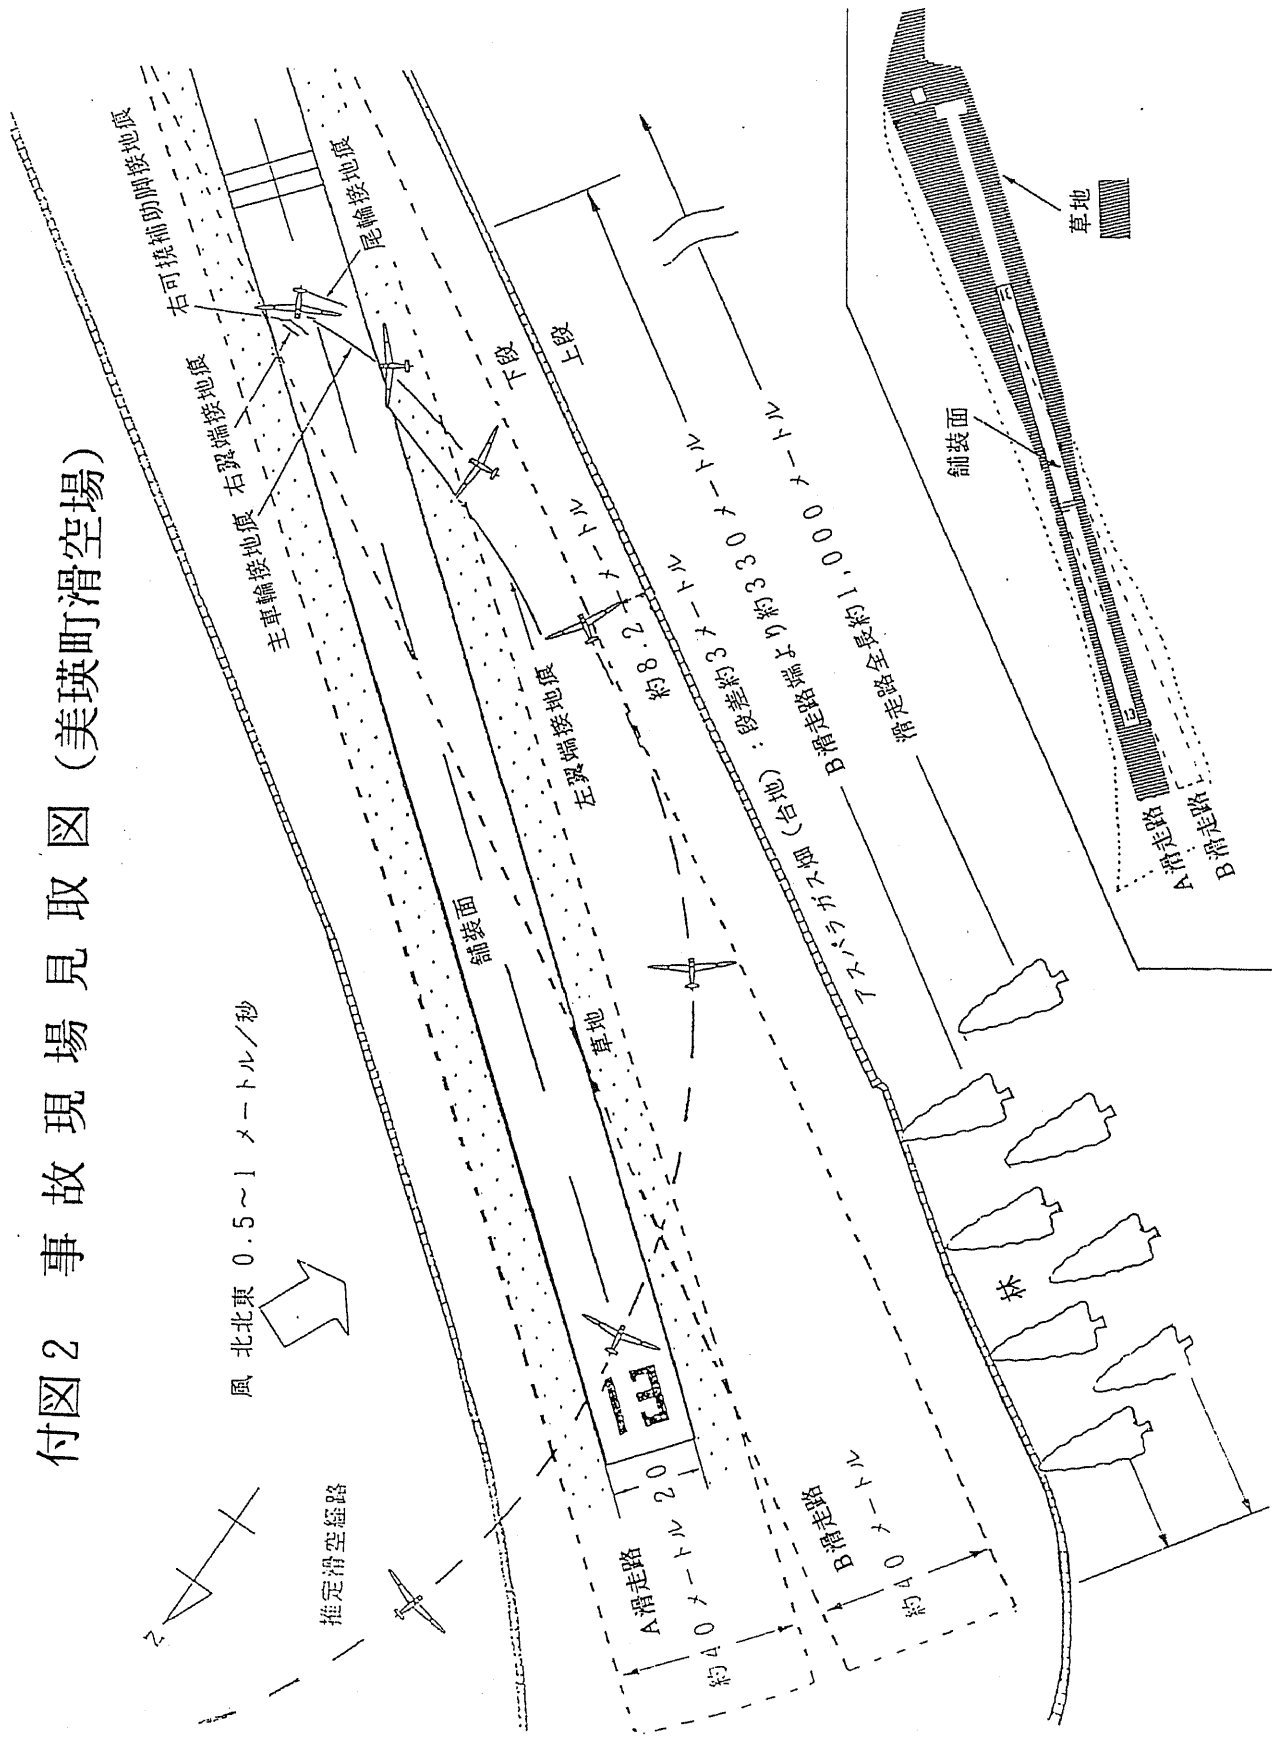 付図2 事故現場見取図(美瑛町滑空場)
風 北北東 0.5~1 メートル/秒
N
推定滑空経路
右可撓補助脚接地痕
右翼端接地痕
主車輪接地痕
尾輪接地痕
左翼端接地痕
舗装面
草地
下段
上段
約8.2メートル
アスパラガス畑(台地):段差約3メートル
B滑走路端より約330メートル
滑走路全長約1,000メートル
A滑走路
約40メートル
20
B滑走路
約40メートル
林
舗装面
草地
A滑走路
B滑走路